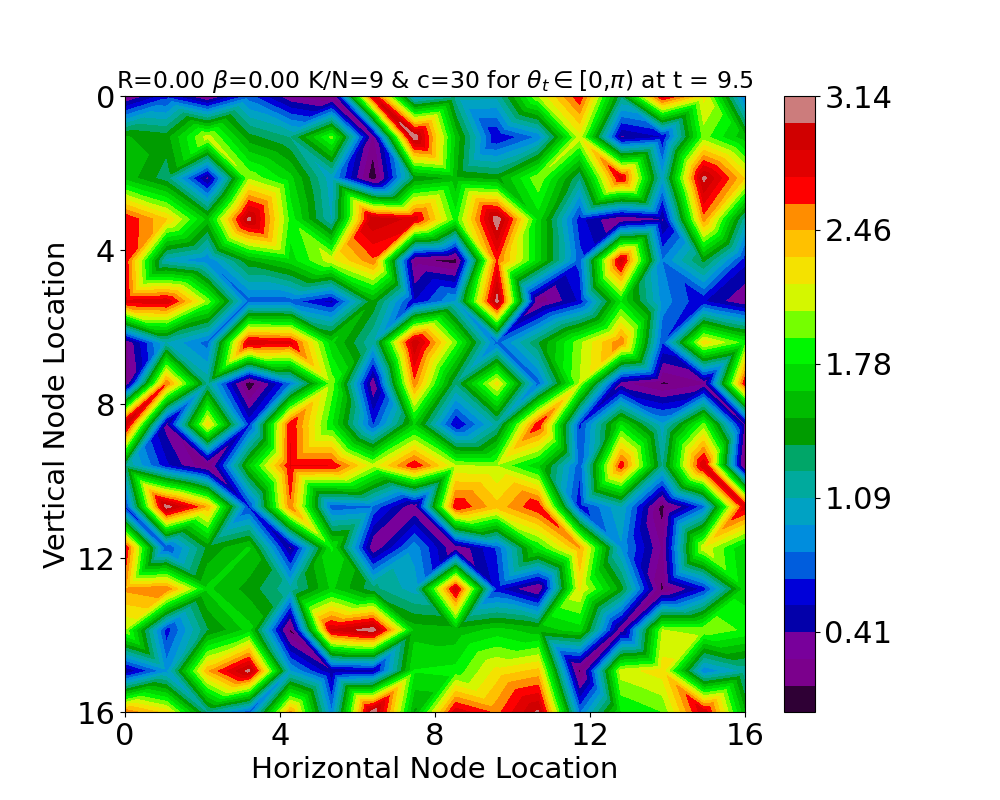 R=0.00 β=0.00 K/N=9 & c=30 for θₜ ∈ [0,π) at t = 9.5
0
4
8
12
16
Vertical Node Location
0 4 8 12 16
Horizontal Node Location
3.14
2.46
1.78
1.09
0.41